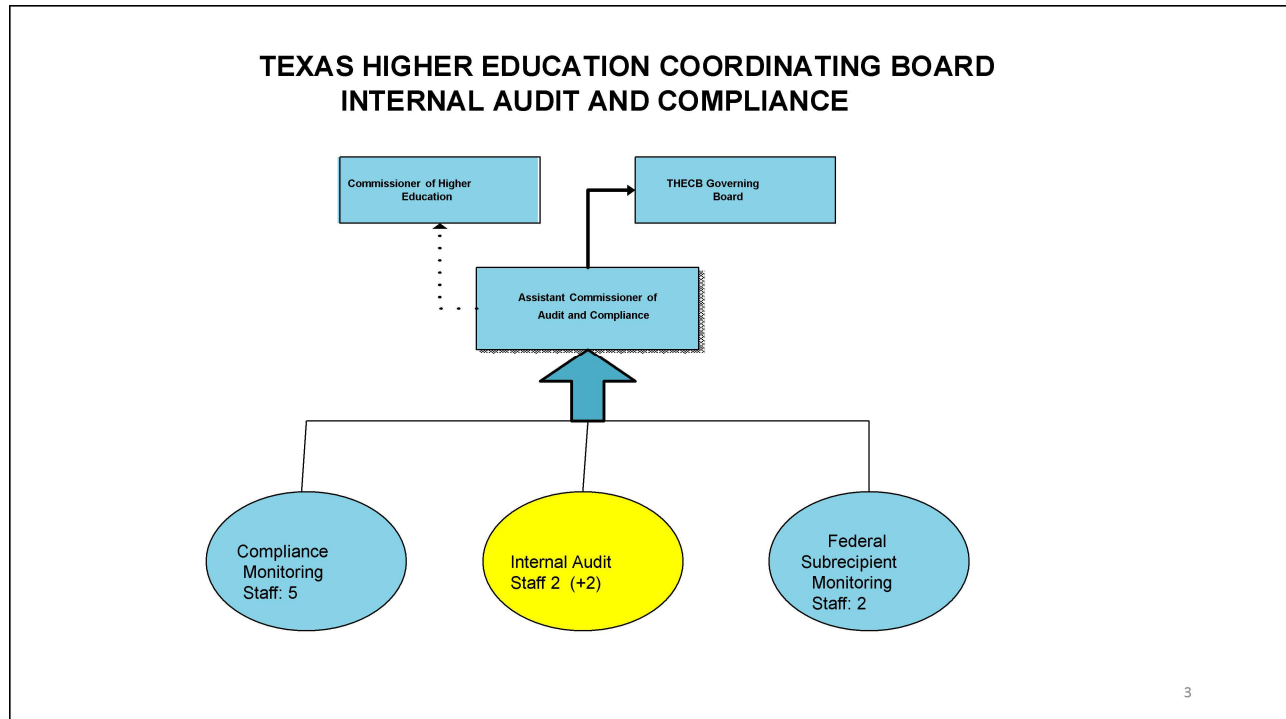 TEXAS HIGHER EDUCATION COORDINATING BOARD
INTERNAL AUDIT AND COMPLIANCE
Commissioner of Higher
Education
THECB Governing
Board
Assistant Commissioner of
Audit and Compliance
Compliance
Monitoring
Staff: 5
Internal Audit
Staff 2 (+2)
Federal
Subrecipient
Monitoring
Staff: 2
3